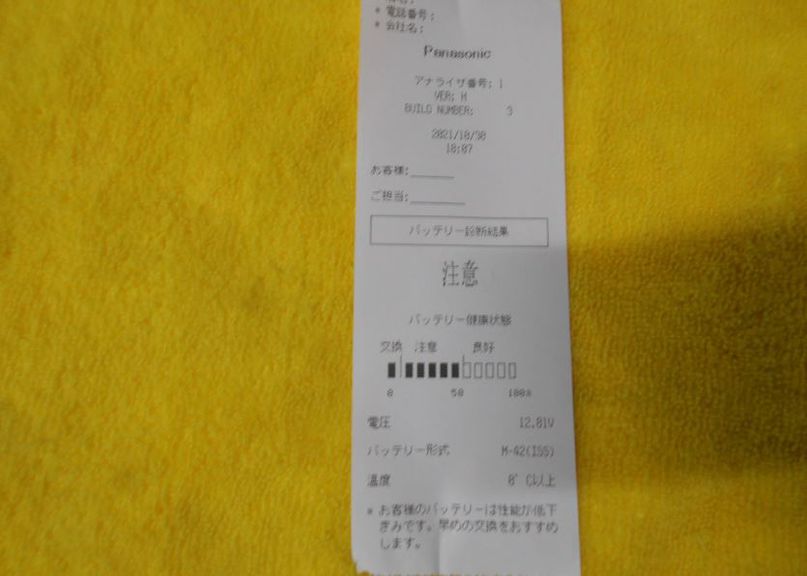 * 電話番号:
* 会社名:
Panasonic
アナライザ番号: 1
VER: H
BUILD NUMBER: 3
2021/10/30
10:07
お客様:______
ご担当:________
バッテリー診断結果
注意
バッテリー健康状態
交換 注意 良好
0 50 100%
電圧 12.81V
バッテリー形式 M-42(ISS)
温度 0°C以上
* お客様のバッテリーは性能が低下
ぎみです。早めの交換をおすすめ
します。